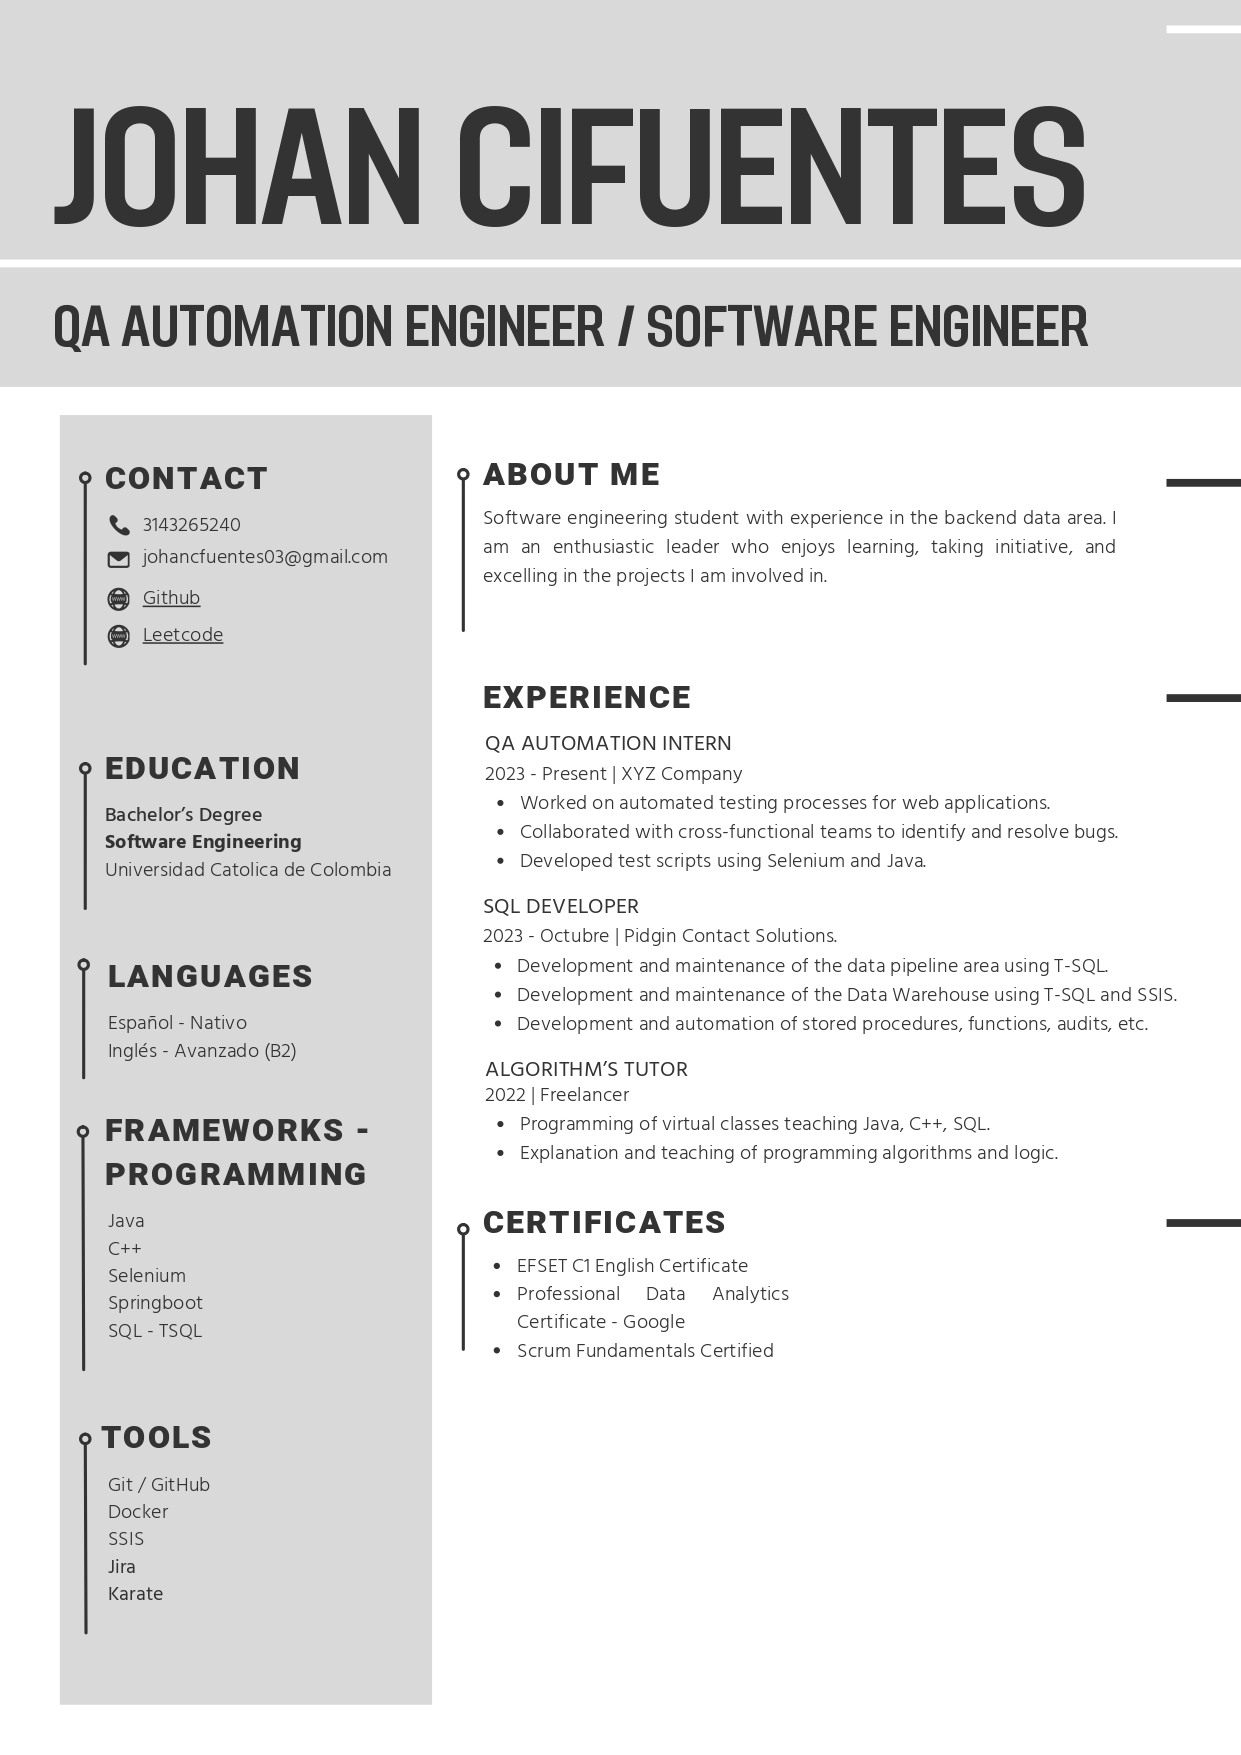 JOHAN CIFUENTES
QA AUTOMATION ENGINEER / SOFTWARE ENGINEER
CONTACT
3143265240
johancfuentes03@gmail.com
Github
Leetcode
EDUCATION
Bachelor’s Degree
Software Engineering
Universidad Catolica de Colombia
LANGUAGES
Español - Nativo
Inglés - Avanzado (B2)
FRAMEWORKS -
PROGRAMMING
Java
C++
Selenium
Springboot
SQL - TSQL
TOOLS
Git / GitHub
Docker
SSIS
Jira
Karate
ABOUT ME
Software engineering student with experience in the backend data area. I
am an enthusiastic leader who enjoys learning, taking initiative, and
excelling in the projects I am involved in.
EXPERIENCE
QA AUTOMATION INTERN
2023 - Present | XYZ Company
• Worked on automated testing processes for web applications.
• Collaborated with cross-functional teams to identify and resolve bugs.
• Developed test scripts using Selenium and Java.
SQL DEVELOPER
2023 - Octubre | Pidgin Contact Solutions.
• Development and maintenance of the data pipeline area using T-SQL.
• Development and maintenance of the Data Warehouse using T-SQL and SSIS.
• Development and automation of stored procedures, functions, audits, etc.
ALGORITHM’S TUTOR
2022 | Freelancer
• Programming of virtual classes teaching Java, C++, SQL.
• Explanation and teaching of programming algorithms and logic.
CERTIFICATES
• EFSET C1 English Certificate
• Professional Data Analytics
Certificate - Google
• Scrum Fundamentals Certified